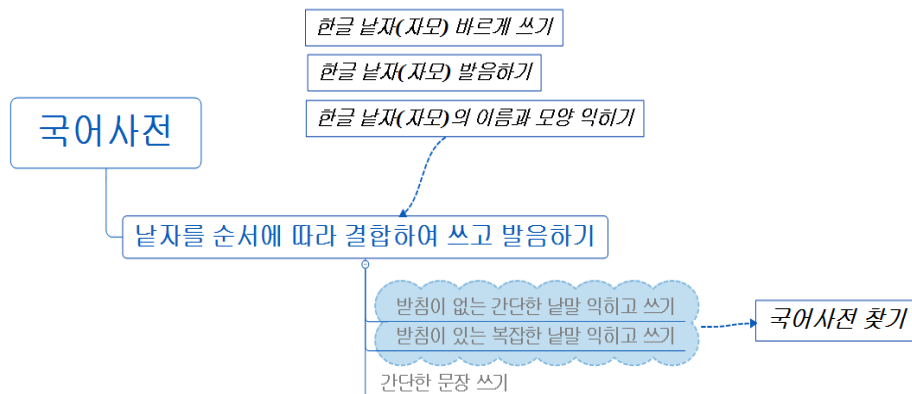 한글 낱자(자모) 바르게 쓰기
한글 낱자(자모) 발음하기
한글 낱자(자모)의 이름과 모양 익히기
국어사전
낱자를 순서에 따라 결합하여 쓰고 발음하기
받침이 없는 간단한 낱말 익히고 쓰기
받침이 있는 복잡한 낱말 익히고 쓰기
국어사전 찾기
간단한 문장 쓰기